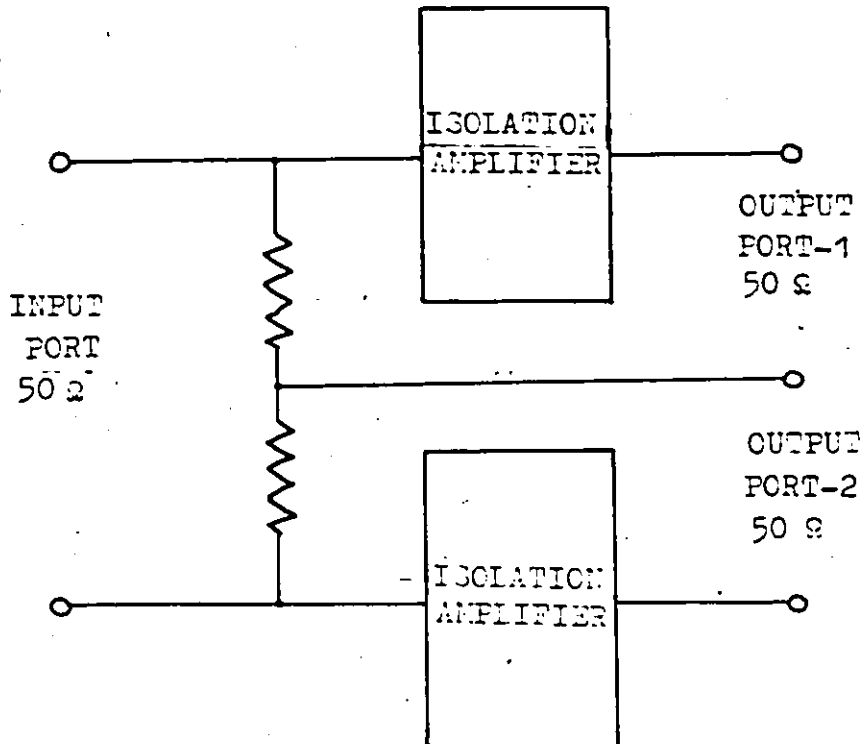 ISOLATION
AMPLIFIER
OUTPUT
PORT-1
50 Ω
INPUT
PORT
50 Ω
OUTPUT
PORT-2
50 Ω
ISOLATION
AMPLIFIER